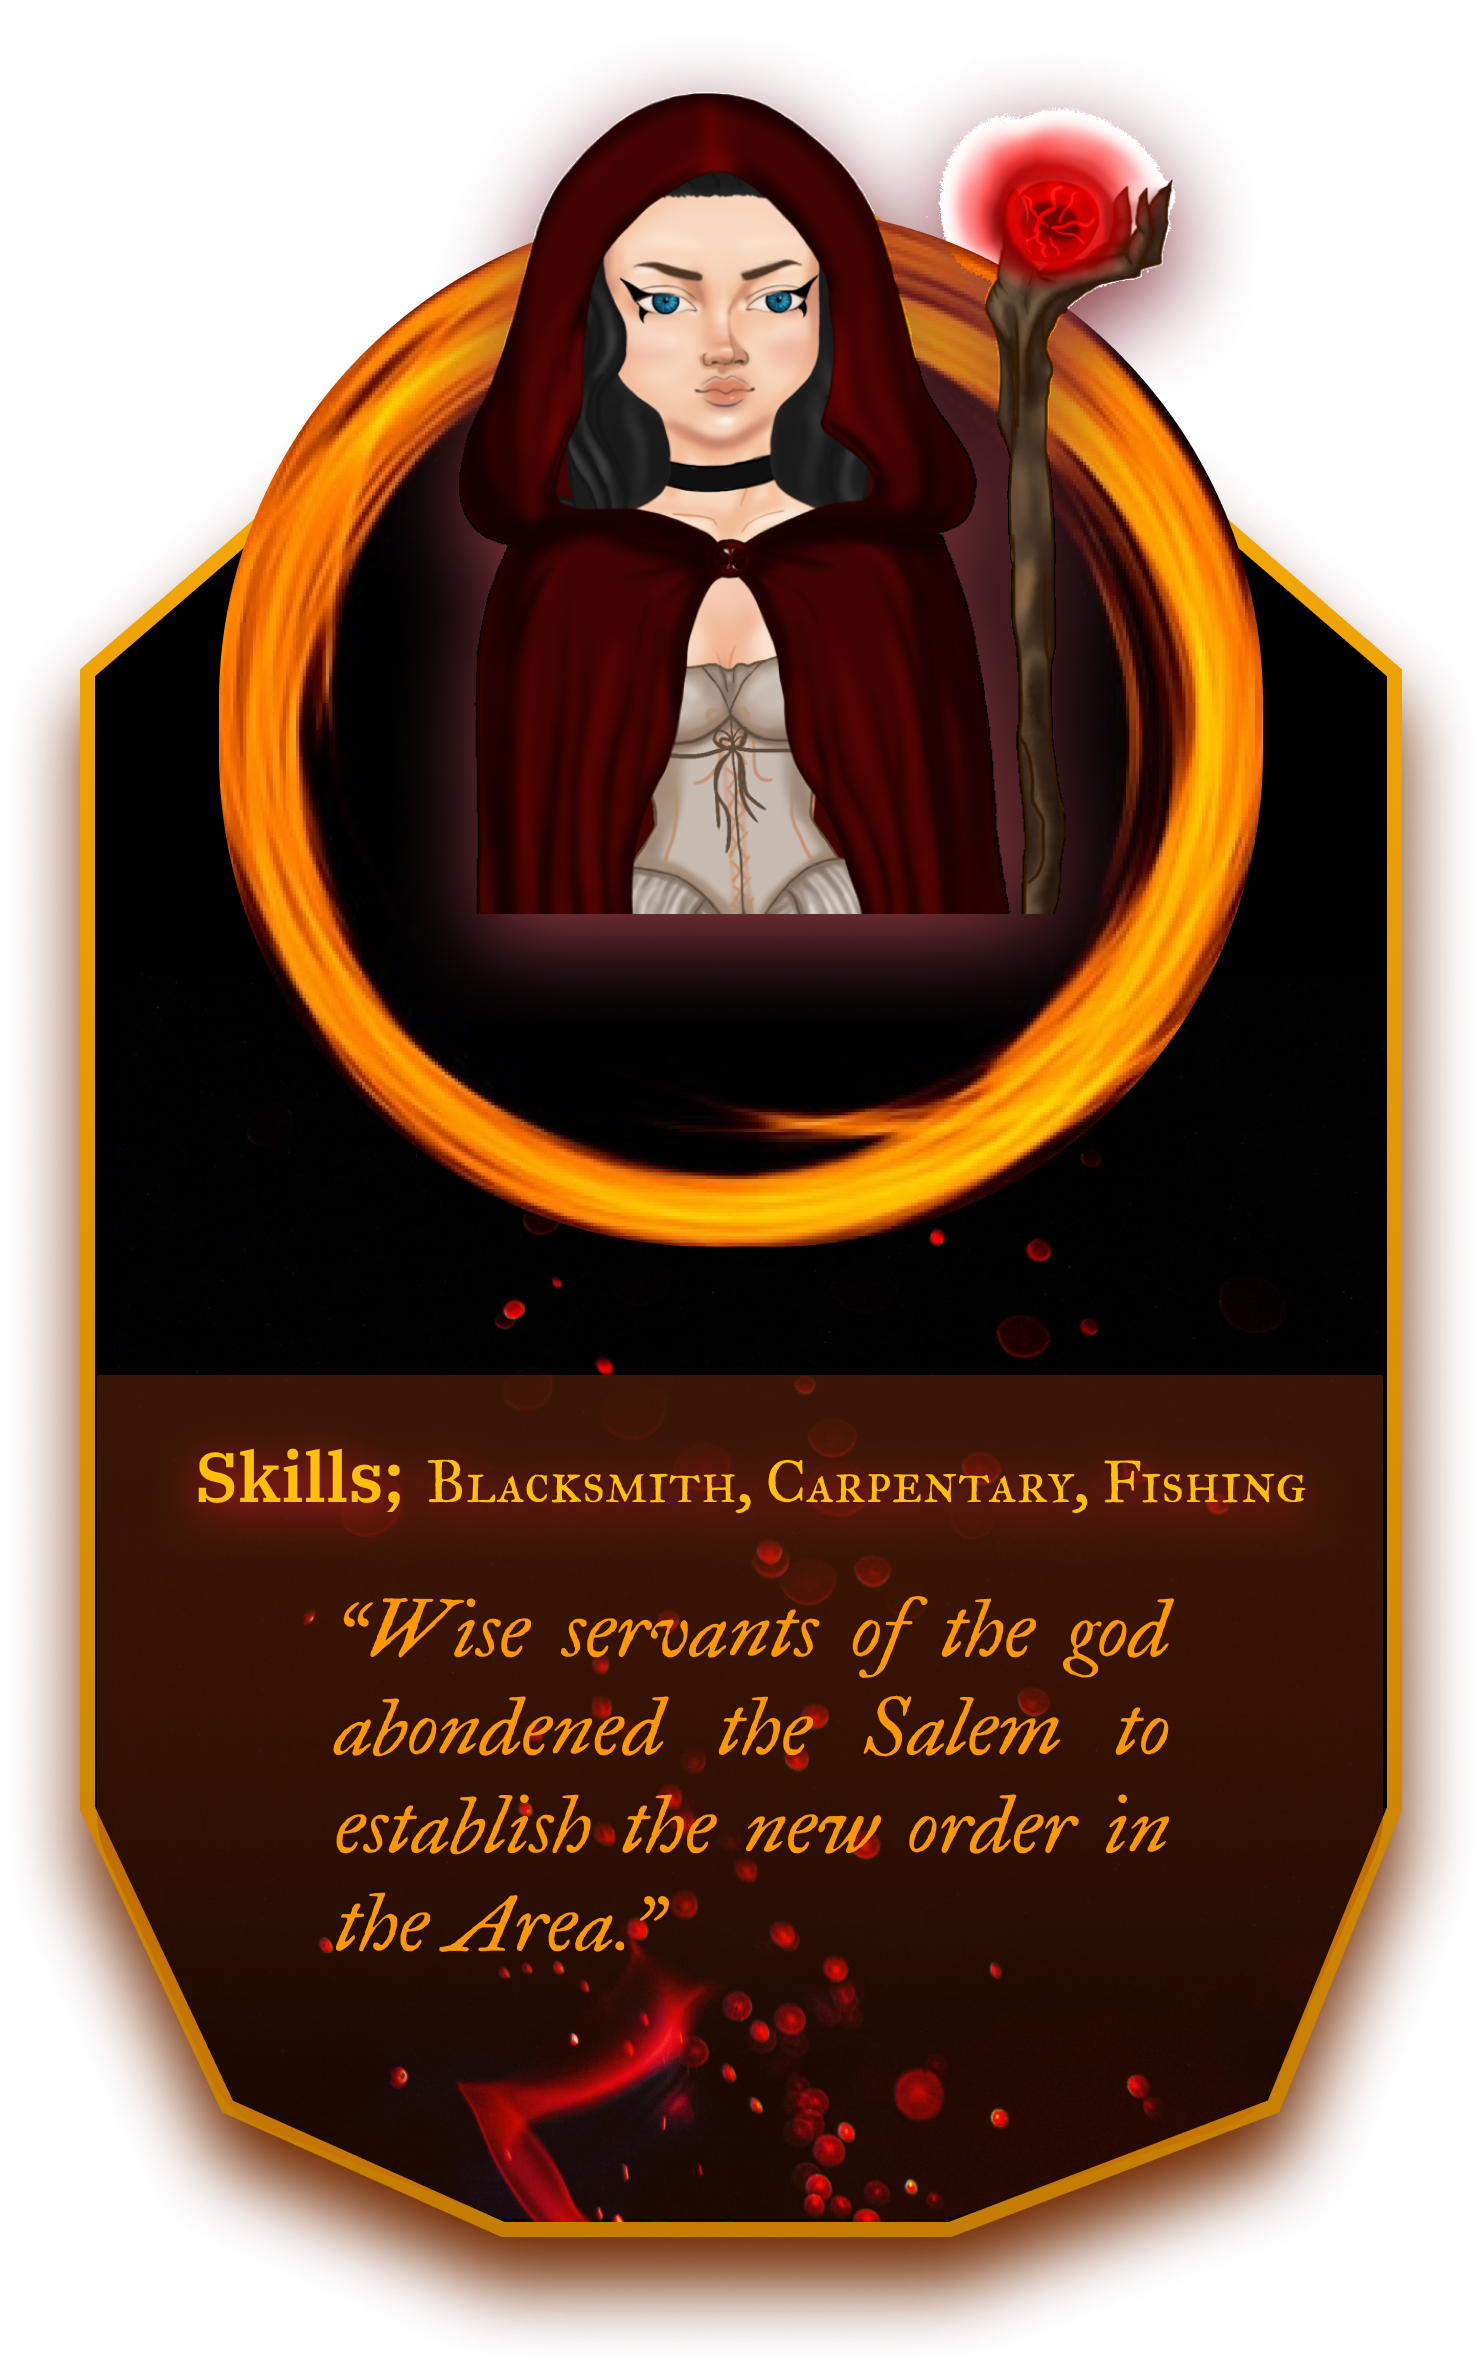 Skills; Blacksmith, Carpentary, Fishing
“Wise servants of the god
abondened the Salem to
establish the new order in
the Area.”